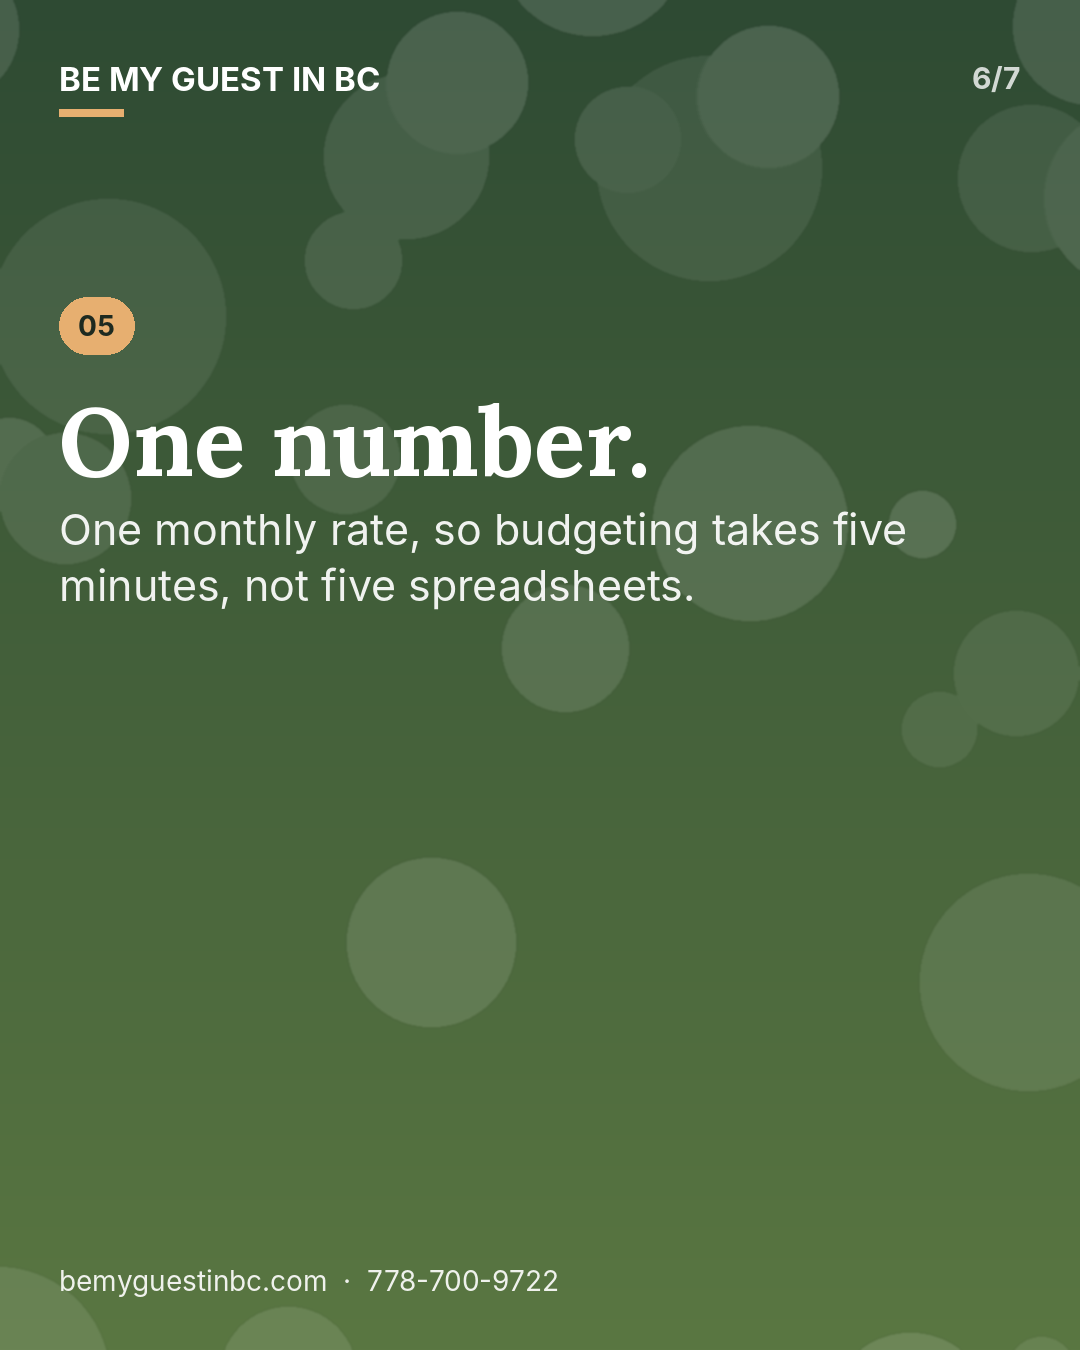 BE MY GUEST IN BC
6/7
05
One number.
One monthly rate, so budgeting takes five
minutes, not five spreadsheets.
bemyguestinbc.com · 778-700-9722